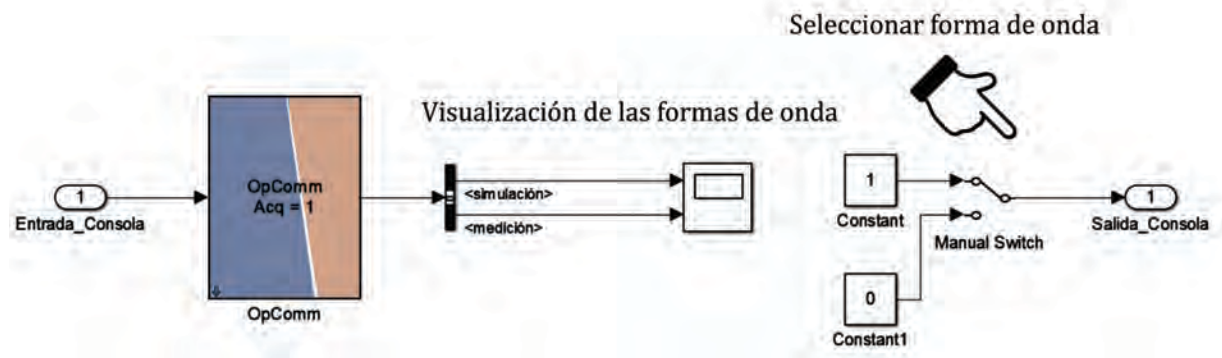 Seleccionar forma de onda
Visualización de las formas de onda
1
Entrada_Consola
OpComm
Acq = 1
OpComm
<simulación>
<medición>
1
Constant
Manual Switch
1
Salida_Consola
0
Constant1